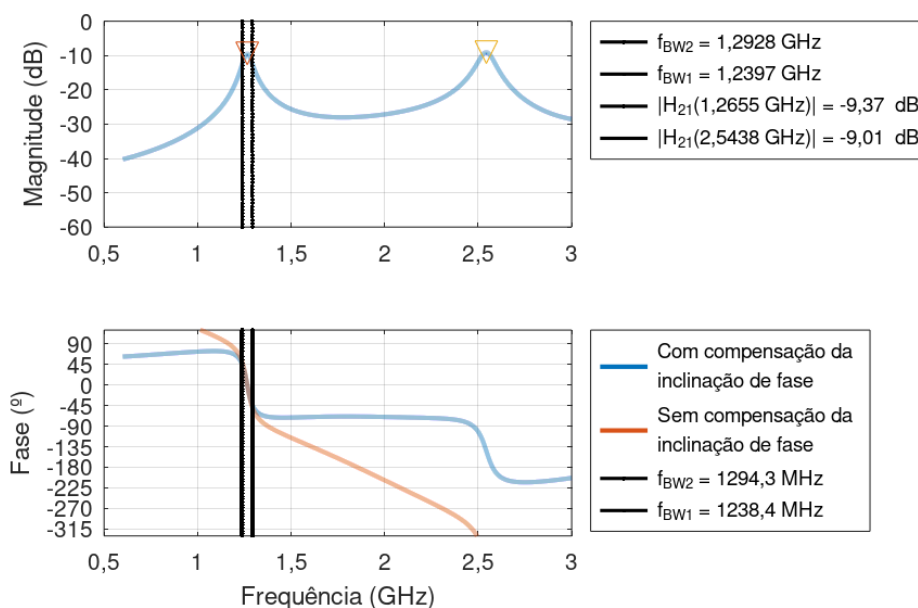 0
-10
-20
-30
-40
-50
-60
Magnitude (dB)
0,5 1 1,5 2 2,5 3
f_BW2 = 1,2928 GHz
f_BW1 = 1,2397 GHz
|H_21(1,2655 GHz)| = -9,37 dB
|H_21(2,5438 GHz)| = -9,01 dB
90
45
0
-45
-90
-135
-180
-225
-270
-315
Fase (º)
0,5 1 1,5 2 2,5 3
Frequência (GHz)
Com compensação da
inclinação de fase
Sem compensação da
inclinação de fase
f_BW2 = 1294,3 MHz
f_BW1 = 1238,4 MHz